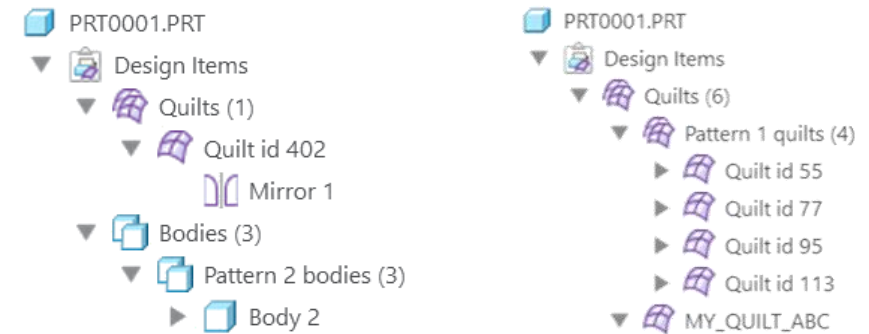 PRT0001.PRT
Design Items
Quilts (1)
Quilt id 402
Mirror 1
Bodies (3)
Pattern 2 bodies (3)
Body 2
PRT0001.PRT
Design Items
Quilts (6)
Pattern 1 quilts (4)
Quilt id 55
Quilt id 77
Quilt id 95
Quilt id 113
MY_QUILT_ABC